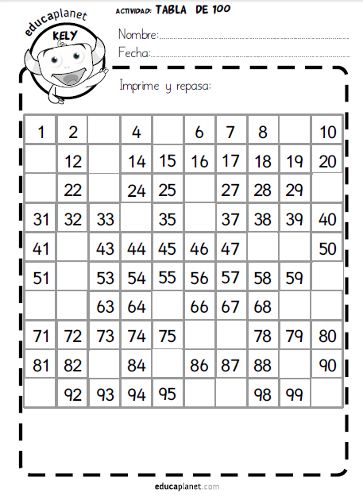 educaplanet
KELY
ACTIVIDAD: TABLA DE 100
Nombre:
Fecha:
Imprime y repasa:
1 2 4 6 7 8 10
12 14 15 16 17 18 19 20
22 24 25 27 28 29
31 32 33 35 37 38 39 40
41 43 44 45 46 47 50
51 53 54 55 56 57 58 59
63 64 66 67 68
71 72 73 74 75 78 79 80
81 82 84 86 87 88 90
92 93 94 95 98 99
educaplanet.com